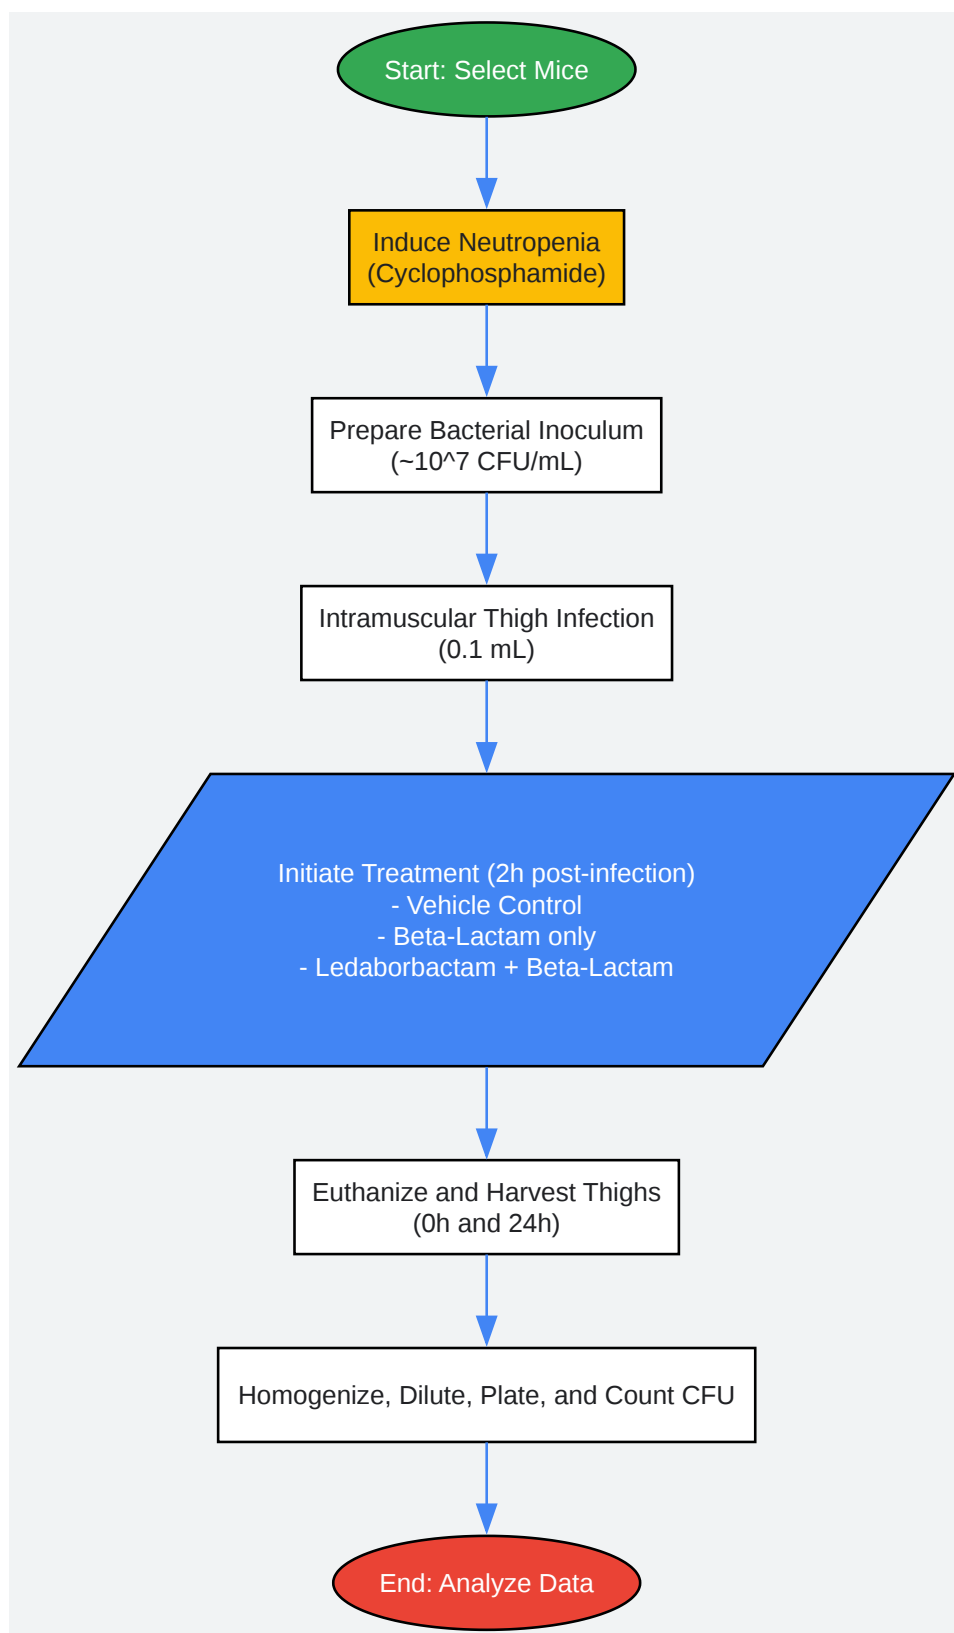 Start: Select Mice
Induce Neutropenia
(Cyclophosphamide)
Prepare Bacterial Inoculum
(~10^7 CFU/mL)
Intramuscular Thigh Infection
(0.1 mL)
Initiate Treatment (2h post-infection)
- Vehicle Control
- Beta-Lactam only
- Ledaborbactam + Beta-Lactam
Euthanize and Harvest Thighs
(0h and 24h)
Homogenize, Dilute, Plate, and Count CFU
End: Analyze Data